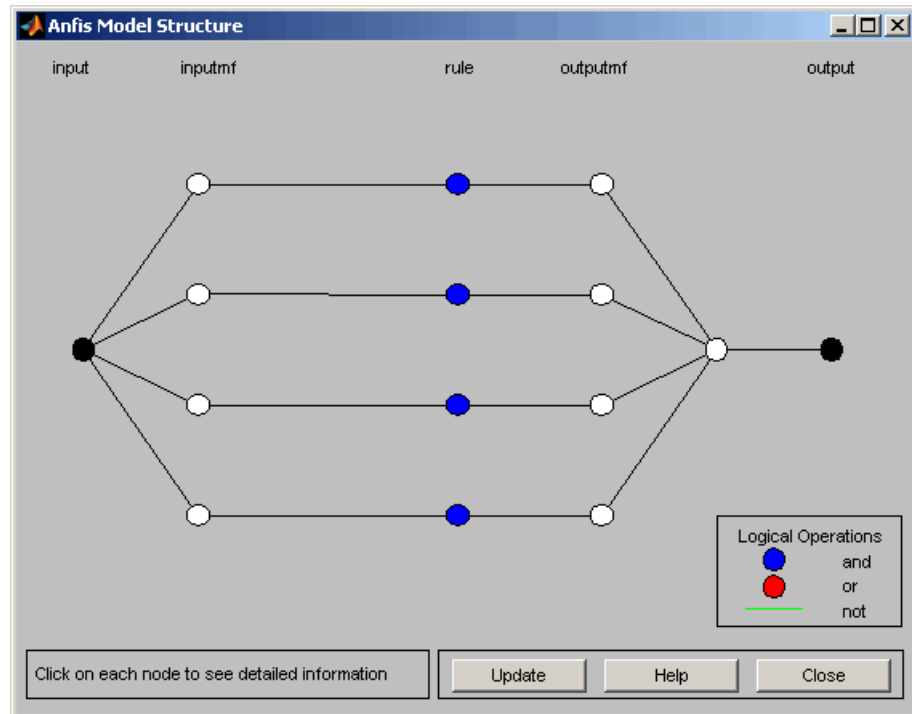 Anfis Model Structure
input inputmf rule outputmf output
Logical Operations
and
or
not
Click on each node to see detailed information
Update Help Close